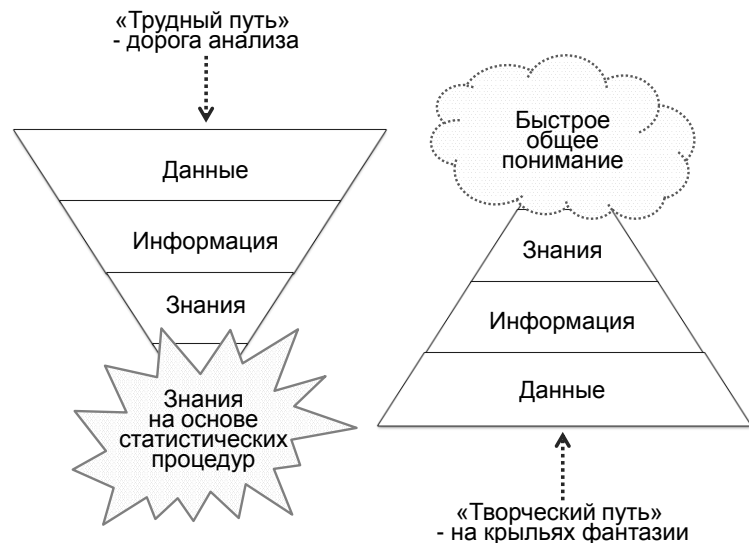 «Трудный путь»
- дорога анализа
Данные
Информация
Знания
Знания
на основе
статистических
процедур
Быстрое
общее
понимание
Знания
Информация
Данные
«Творческий путь»
- на крыльях фантазии